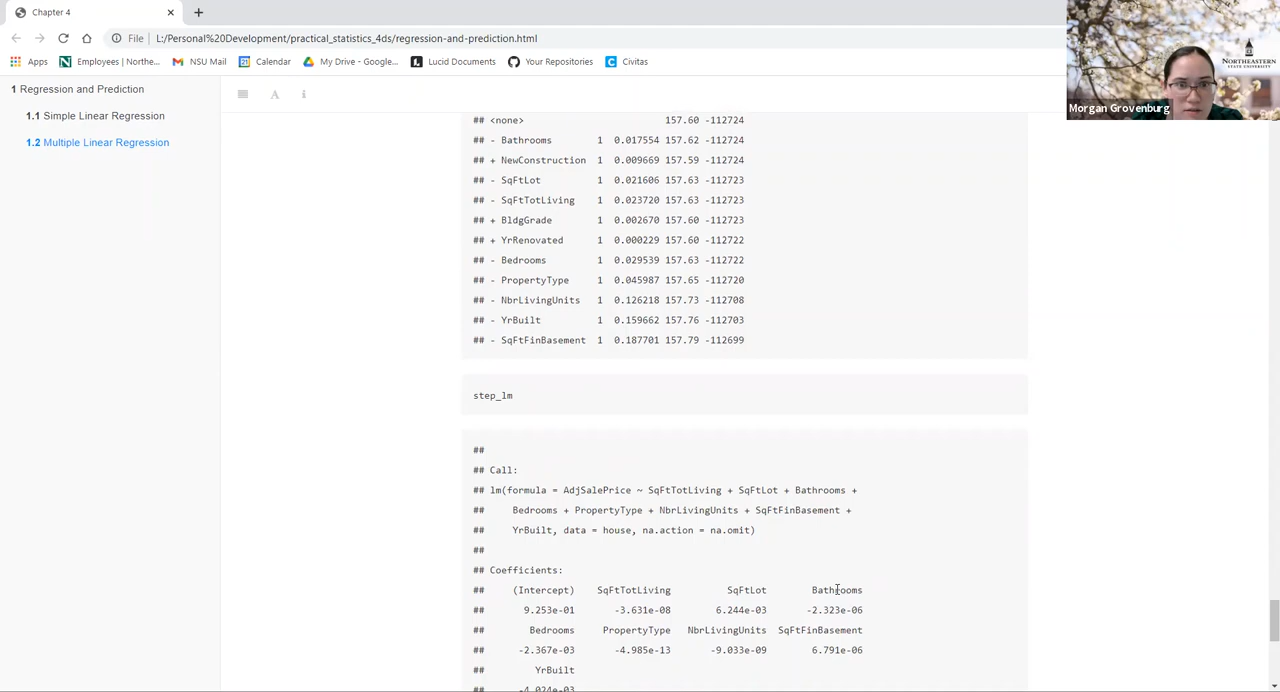 Chapter 4
File L:/Personal%20Development/practical_statistics_4ds/regression-and-prediction.html
Apps Employees (Northe... NSU Mail Calendar My Drive - Google... Lucid Documents Your Repositories Civitas
NORTHEASTERN
STATE UNIVERSITY
Morgan Grovenburg
1 Regression and Prediction
1.1 Simple Linear Regression
1.2 Multiple Linear Regression
## <none> 157.60 -112724
## - Bathrooms 1 0.017554 157.62 -112724
## + NewConstruction 1 0.009669 157.59 -112724
## - SqFtLot 1 0.021606 157.63 -112723
## - SqFtTotLiving 1 0.023720 157.63 -112723
## + BldgGrade 1 0.002670 157.60 -112723
## + YrRenovated 1 0.000229 157.60 -112722
## - Bedrooms 1 0.029539 157.63 -112722
## - PropertyType 1 0.045987 157.65 -112720
## - NbrLivingUnits 1 0.126218 157.73 -112708
## - YrBuilt 1 0.159662 157.76 -112703
## - SqFtFinBasement 1 0.187701 157.79 -112699
step_lm
##
## Call:
## lm(formula = AdjSalePrice ~ SqFtTotLiving + SqFtLot + Bathrooms +
## Bedrooms + PropertyType + NbrLivingUnits + SqFtFinBasement +
## YrBuilt, data = house, na.action = na.omit)
##
## Coefficients:
## (Intercept) SqFtTotLiving SqFtLot Bathrooms
## 9.253e-01 -3.631e-08 6.244e-03 -2.323e-06
## Bedrooms PropertyType NbrLivingUnits SqFtFinBasement
## -2.367e-03 -4.985e-13 -9.033e-09 6.791e-06
## YrBuilt
## -4.024e-03